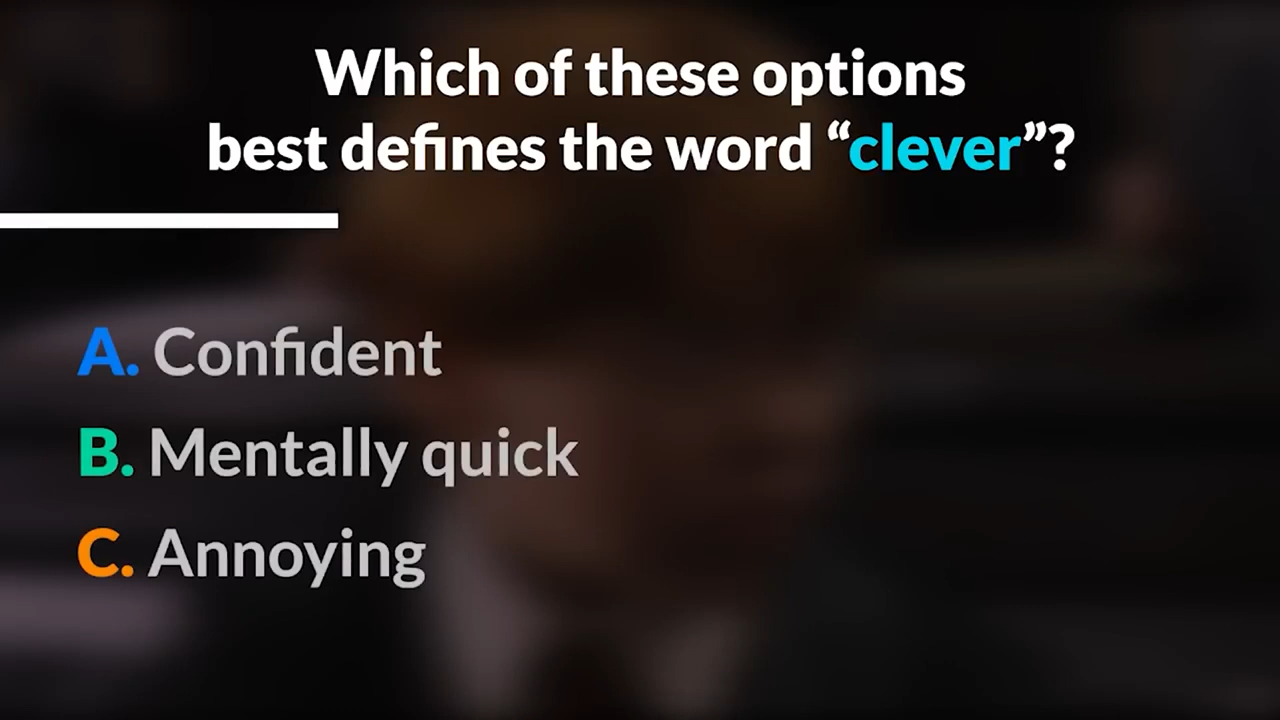 Which of these options
best defines the word “clever”?
A. Confident
B. Mentally quick
C. Annoying